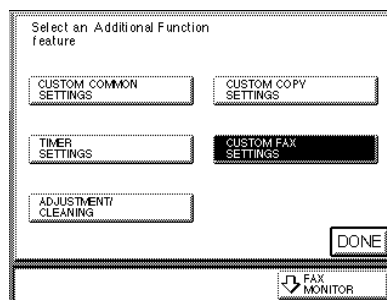 Select an Additional Function
feature
CUSTOM COMMON
SETTINGS
CUSTOM COPY
SETTINGS
TIMER
SETTINGS
CUSTOM FAX
SETTINGS
ADJUSTMENT/
CLEANING
DONE
FAX
MONITOR